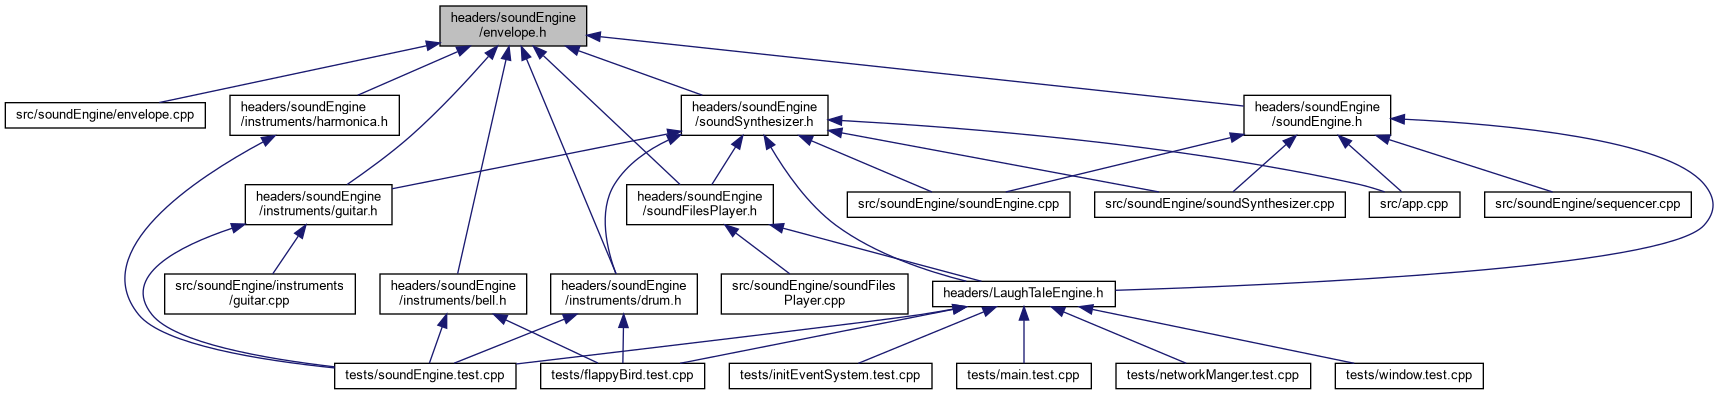 headers/soundEngine
/envelope.h
src/soundEngine/envelope.cpp
headers/soundEngine
/instruments/harmonica.h
headers/soundEngine
/soundSynthesizer.h
headers/soundEngine
/soundEngine.h
headers/soundEngine
/instruments/guitar.h
headers/soundEngine
/soundFilesPlayer.h
src/soundEngine/soundEngine.cpp
src/soundEngine/soundSynthesizer.cpp
src/app.cpp
src/soundEngine/sequencer.cpp
src/soundEngine/instruments
/guitar.cpp
headers/soundEngine
/instruments/bell.h
headers/soundEngine
/instruments/drum.h
src/soundEngine/soundFiles
Player.cpp
headers/LaughTaleEngine.h
tests/soundEngine.test.cpp
tests/flappyBird.test.cpp
tests/initEventSystem.test.cpp
tests/main.test.cpp
tests/networkManger.test.cpp
tests/window.test.cpp